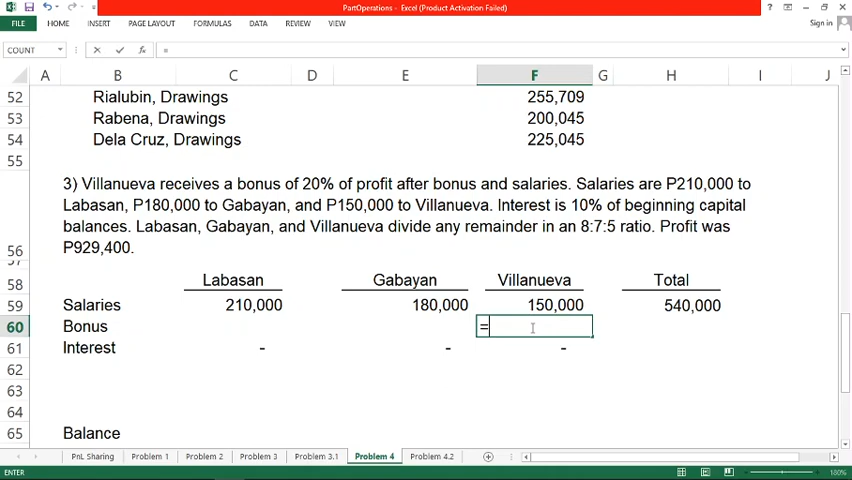 PartOperations - Excel (Product Activation Failed)
FILE HOME INSERT PAGE LAYOUT FORMULAS DATA REVIEW VIEW Sign in
COUNT fx =
A B C D E F G H I J
52 Rialubin, Drawings 255,709
53 Rabena, Drawings 200,045
54 Dela Cruz, Drawings 225,045
55
3) Villanueva receives a bonus of 20% of profit after bonus and salaries. Salaries are P210,000 to
Labasan, P180,000 to Gabayan, and P150,000 to Villanueva. Interest is 10% of beginning capital
balances. Labasan, Gabayan, and Villanueva divide any remainder in an 8:7:5 ratio. Profit was
56 P929,400.
57
58 Labasan Gabayan Villanueva Total
59 Salaries 210,000 180,000 150,000 540,000
60 Bonus =
61 Interest - - -
62
63
64
65 Balance
PnL Sharing Problem 1 Problem 2 Problem 3 Problem 3.1 Problem 4 Problem 4.2
ENTER 180%